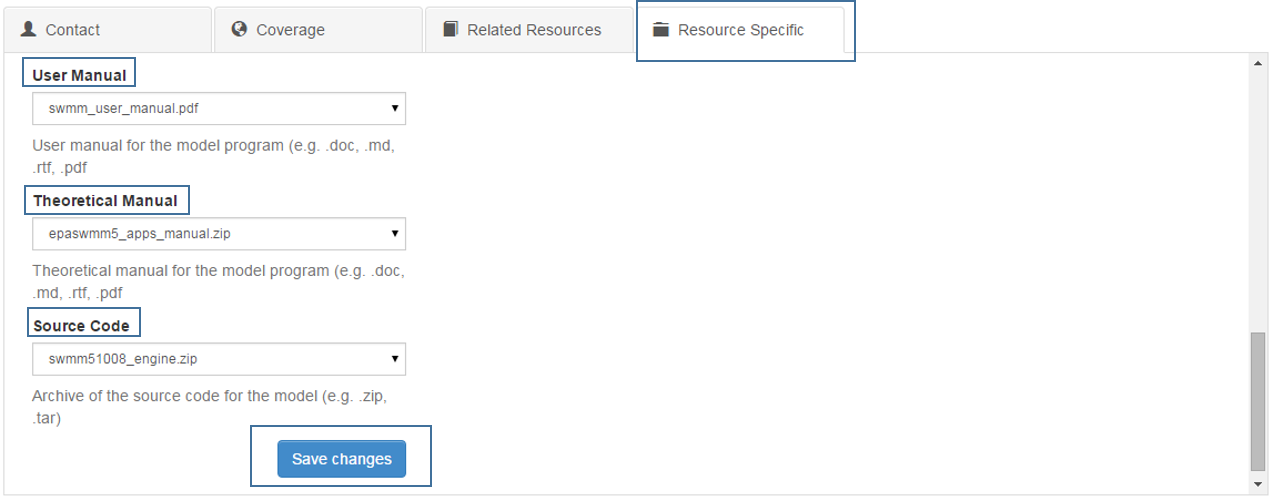 Contact
Coverage
Related Resources
Resource Specific
User Manual
swmm_user_manual.pdf
User manual for the model program (e.g. .doc, .md,
.rtf, .pdf
Theoretical Manual
epaswmm5_apps_manual.zip
Theoretical manual for the model program (e.g. .doc,
.md, .rtf, .pdf
Source Code
swmm51008_engine.zip
Archive of the source code for the model (e.g. .zip,
.tar)
Save changes